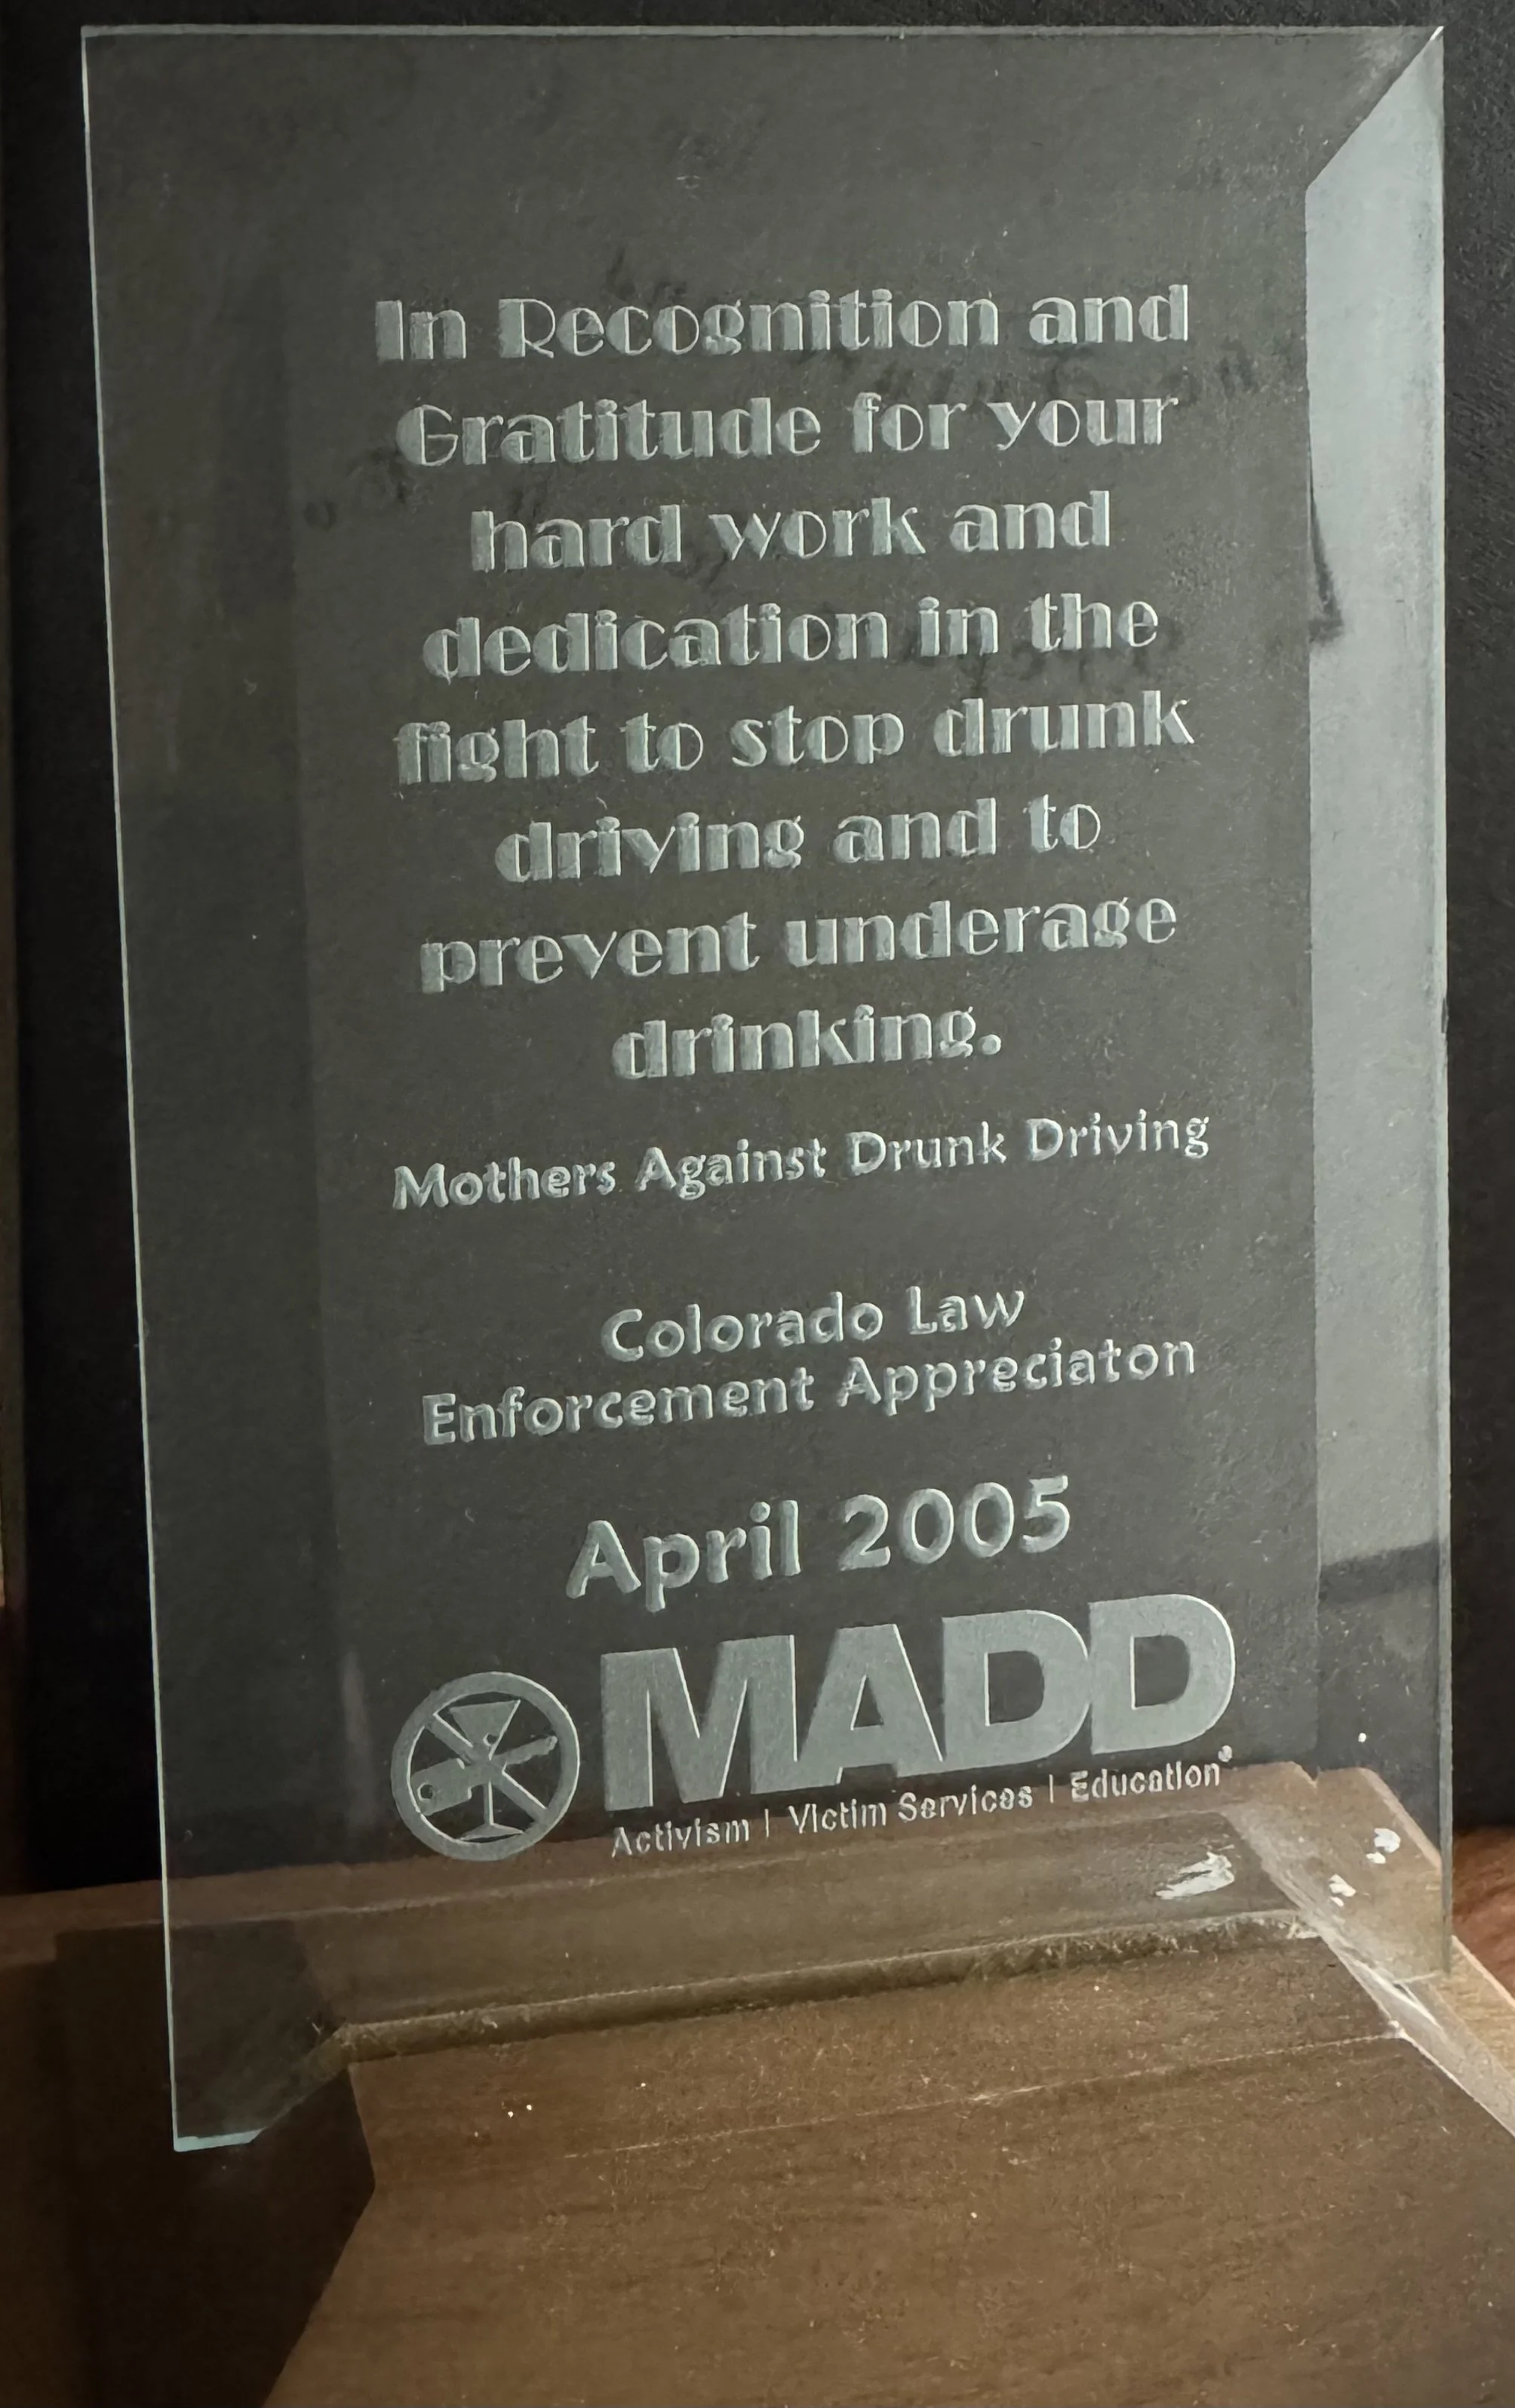 In Recognition and
Gratitude for your
hard work and
dedication in the
fight to stop drunk
driving and to
prevent underage
drinking.
Mothers Against Drunk Driving
Colorado Law
Enforcement Appreciaton
April 2005
MADD
Activism | Victim Services | Education